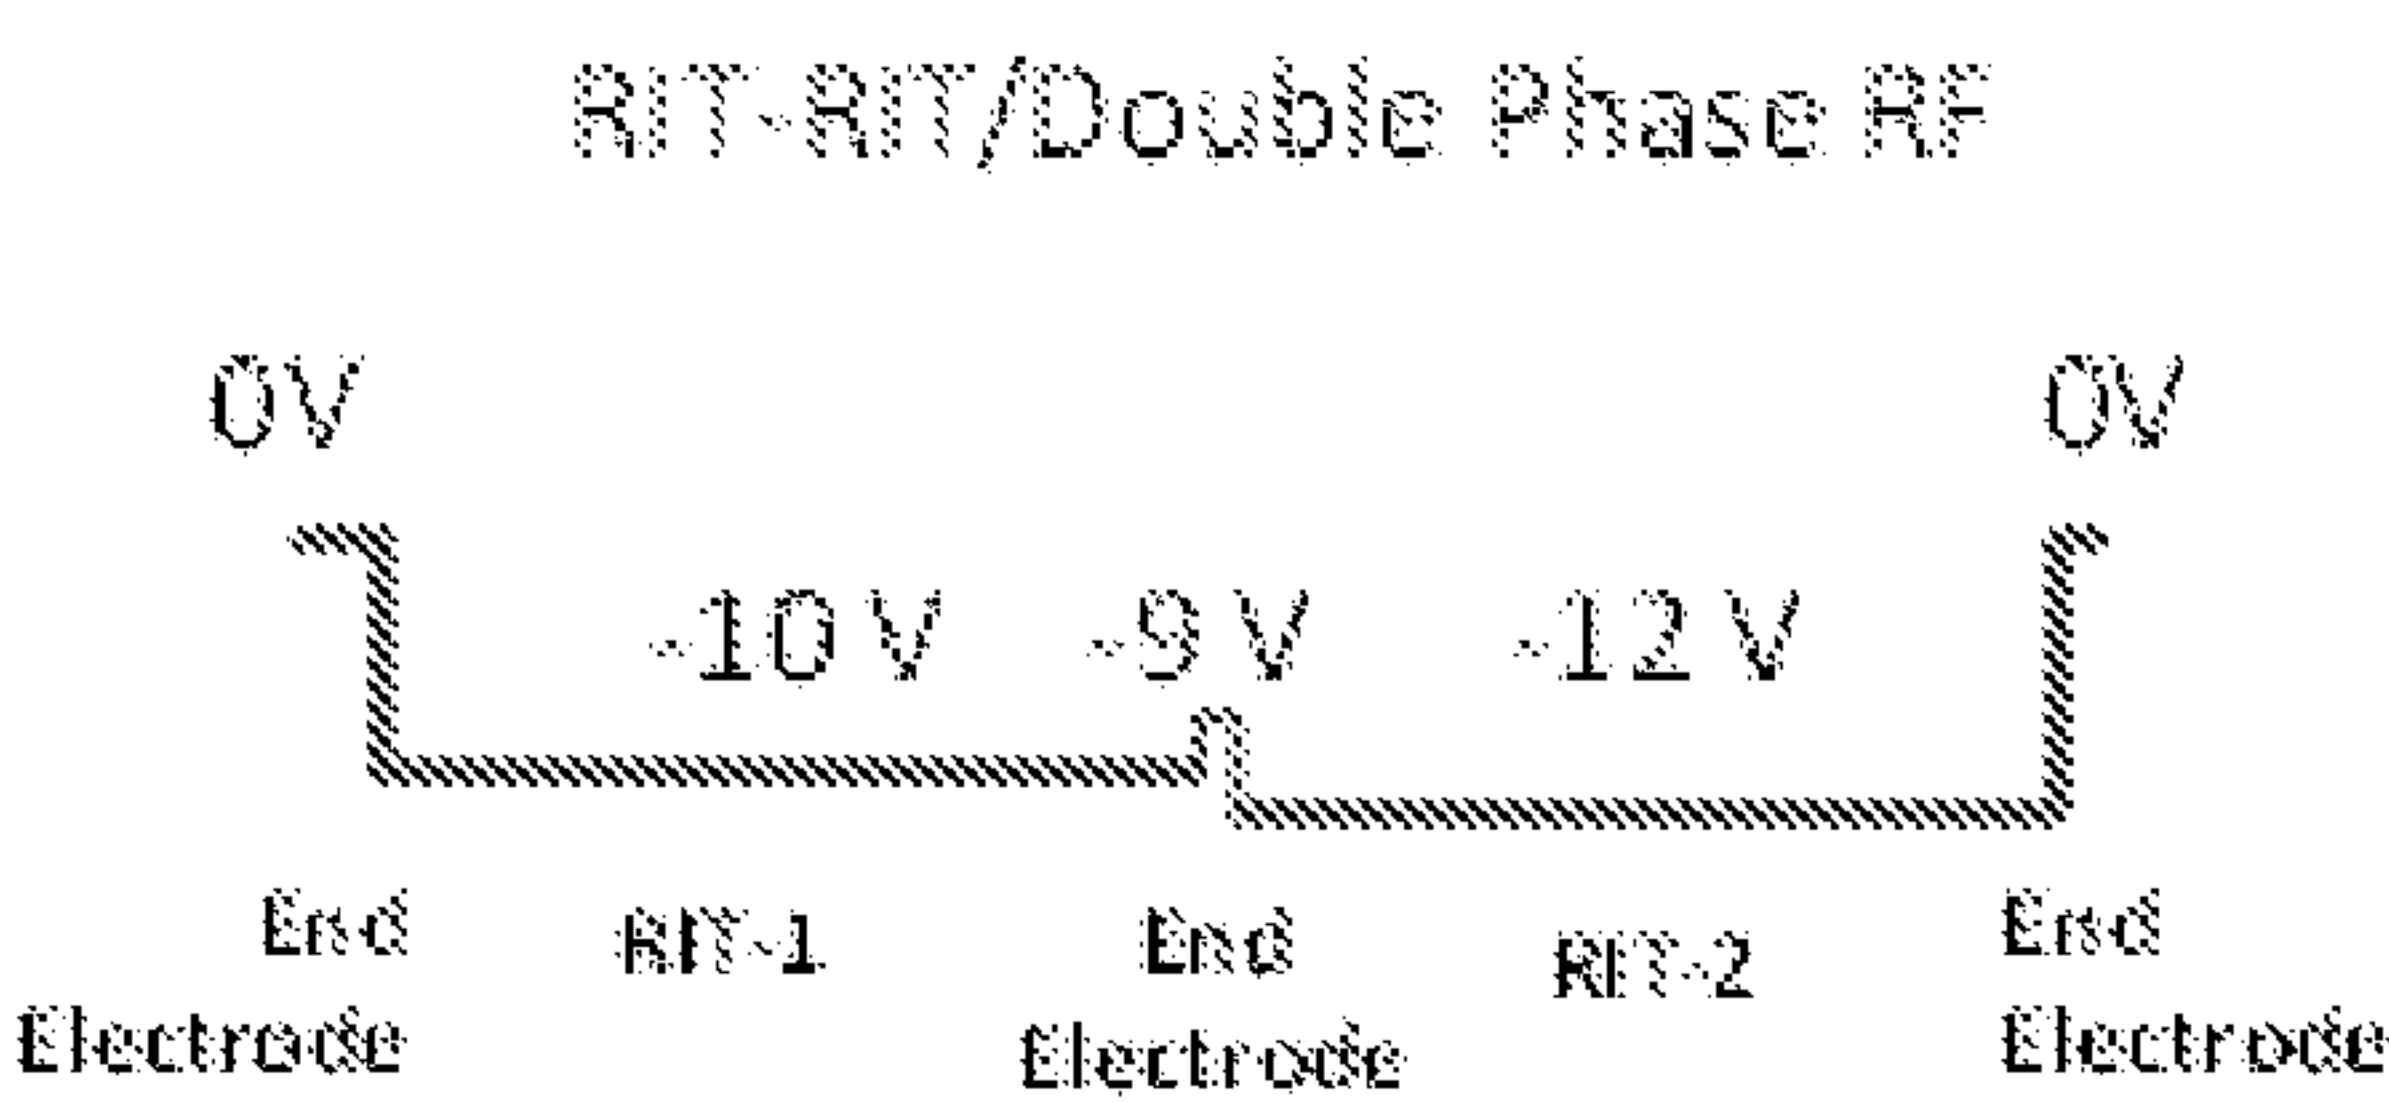 RIT-RIT/Double Phase RF
0V 0V
-10 V -9 V -12 V
End RIT-1 End RIT-2 End
Electrode Electrode Electrode